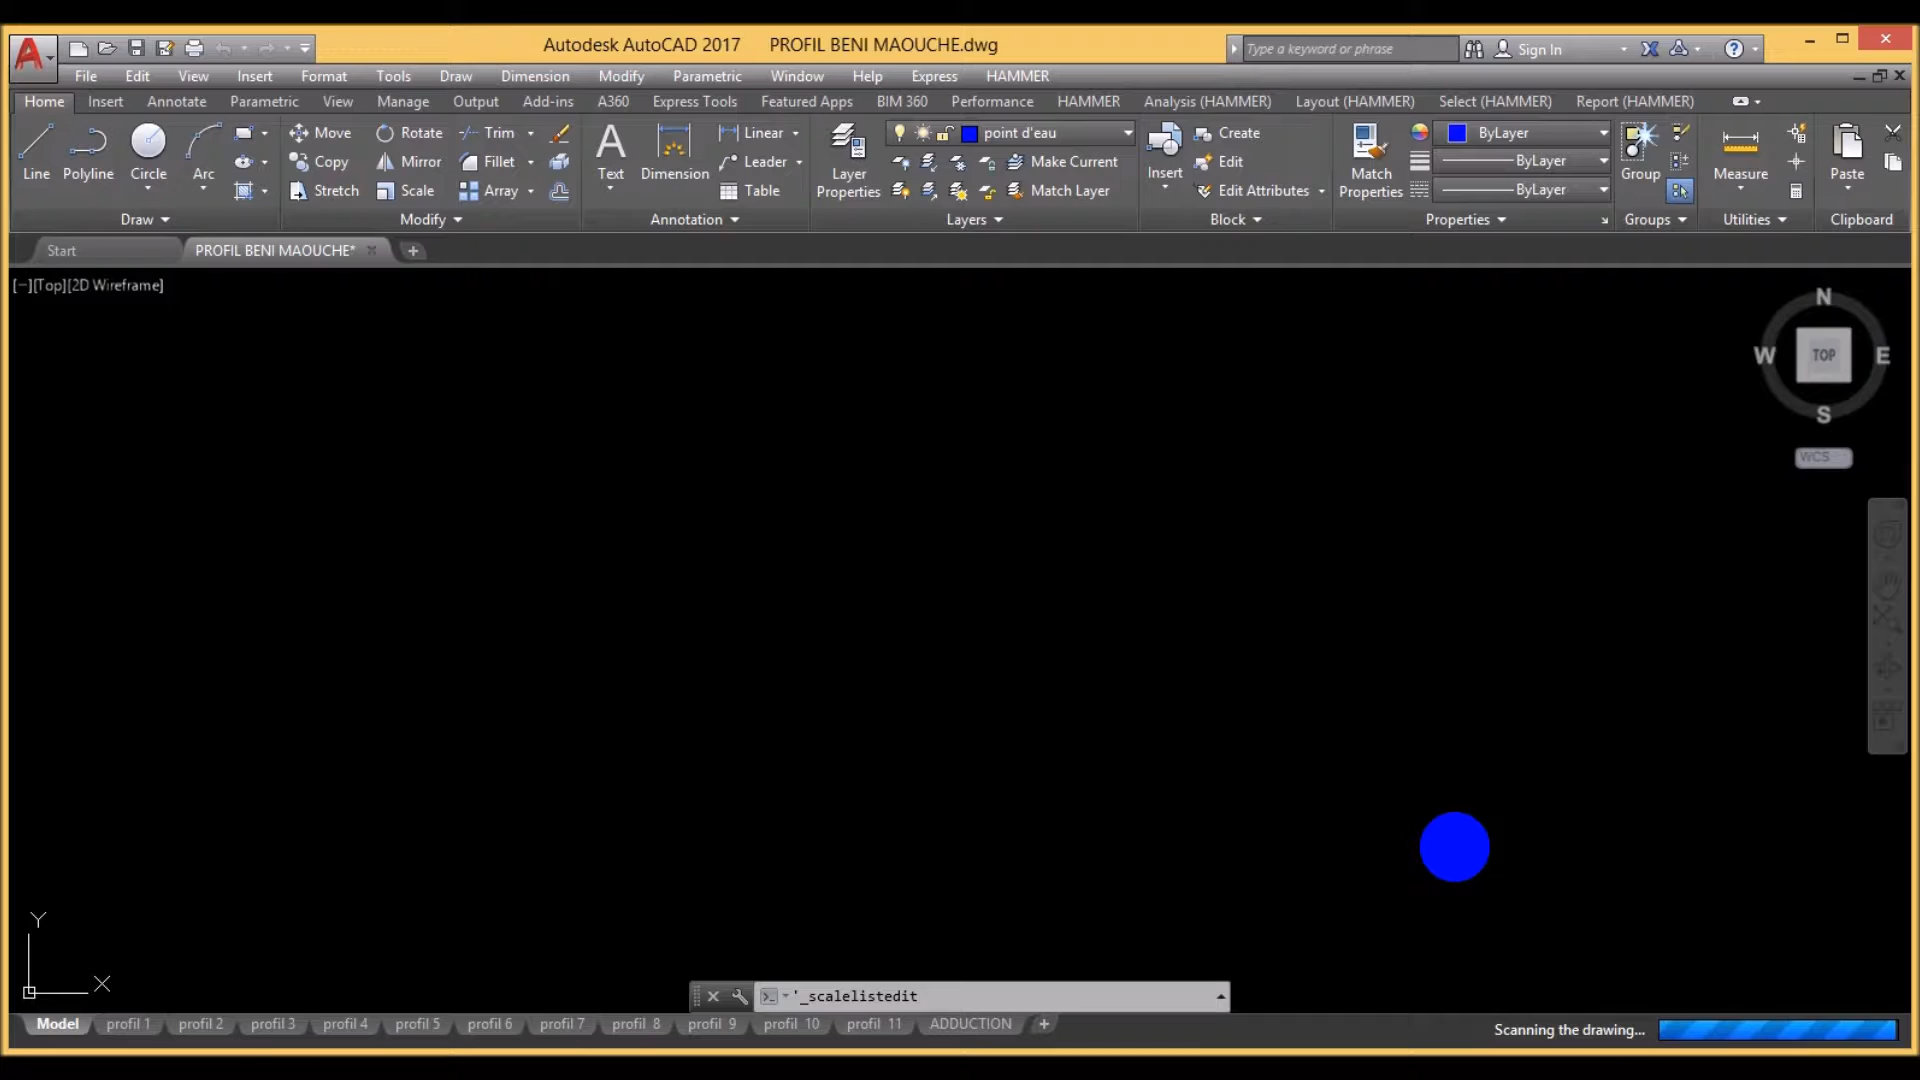 Autodesk AutoCAD 2017 PROFIL BENI MAOUCHE.dwg
Type a keyword or phrase
Sign In
File Edit View Insert Format Tools Draw Dimension Modify Parametric Window Help Express HAMMER
Home Insert Annotate Parametric View Manage Output Add-ins A360 Express Tools Featured Apps BIM 360 Performance HAMMER Analysis (HAMMER) Layout (HAMMER) Select (HAMMER) Report (HAMMER)
Line Polyline Circle Arc
Move Rotate Trim
Copy Mirror Fillet
Stretch Scale Array
Text Dimension
Linear
Leader
Table
Layer Properties
point d'eau
Make Current
Match Layer
Insert
Create
Edit
Edit Attributes
Match Properties
ByLayer
ByLayer
ByLayer
Group
Measure
Paste
Draw Modify Annotation Layers Block Properties Groups Utilities Clipboard
Start PROFIL BENI MAOUCHE*
[−][Top][2D Wireframe]
N
W TOP E
S
WCS
Y
X
'_scalelistedit
Model profil 1 profil 2 profil 3 profil 4 profil 5 profil 6 profil 7 profil 8 profil 9 profil 10 profil 11 ADDUCTION
Scanning the drawing...